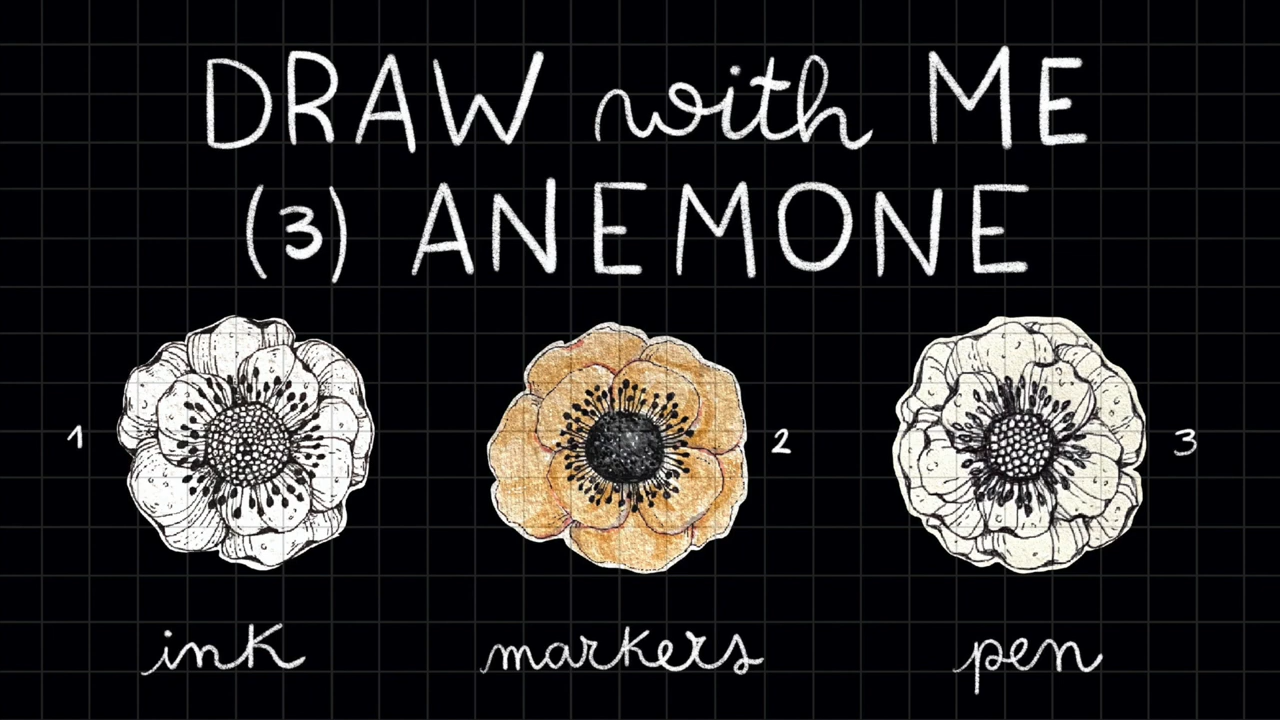 DRAW with ME
(3) ANEMONE
1
2
3
ink
markers
pen